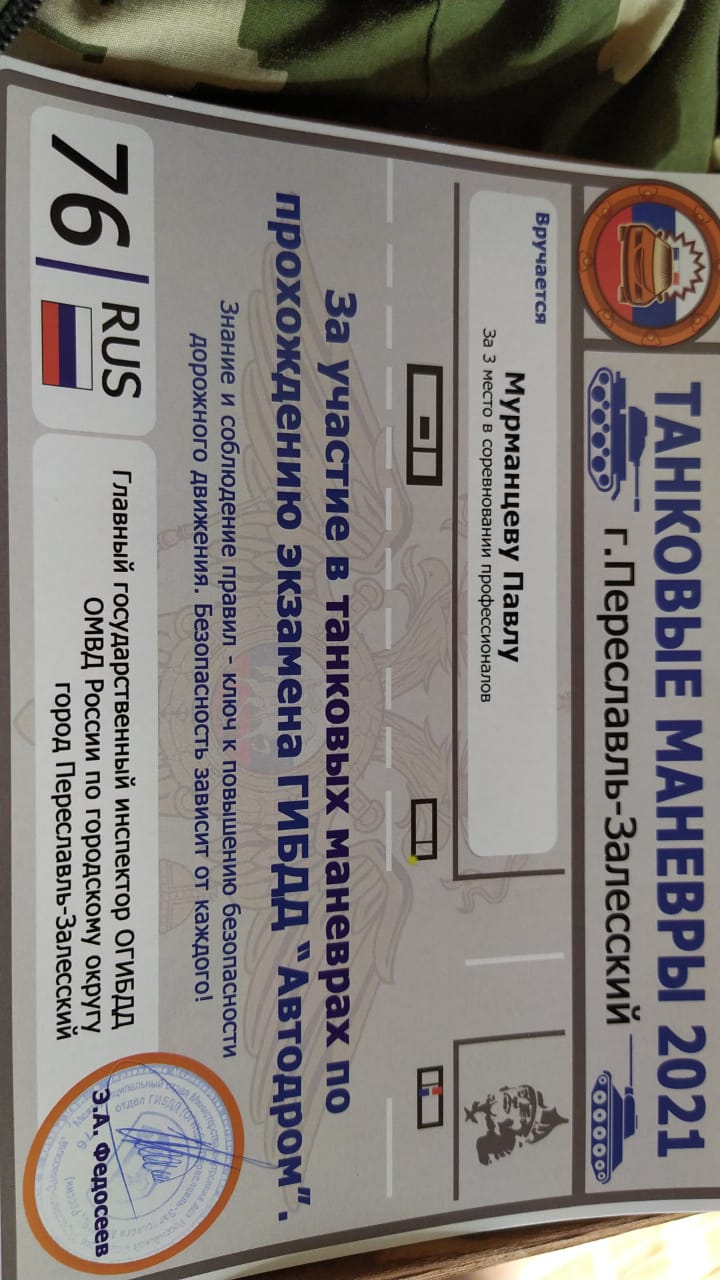 ТАНКОВЫЕ МАНЕВРЫ 2021
г.Переславль-Залесский
Вручается
Мурманцеву Павлу
За 3 место в соревновании профессионалов
За участие в танковых маневрах по
прохождению экзамена ГИБДД "Автодром".
Знание и соблюдение правил - ключ к повышению безопасности
дорожного движения. Безопасность зависит от каждого!
76 RUS
Главный государственный инспектор ОГИБДД
ОМВД России по городскому округу
город Переславль-Залесский
Э.А. Федосеев